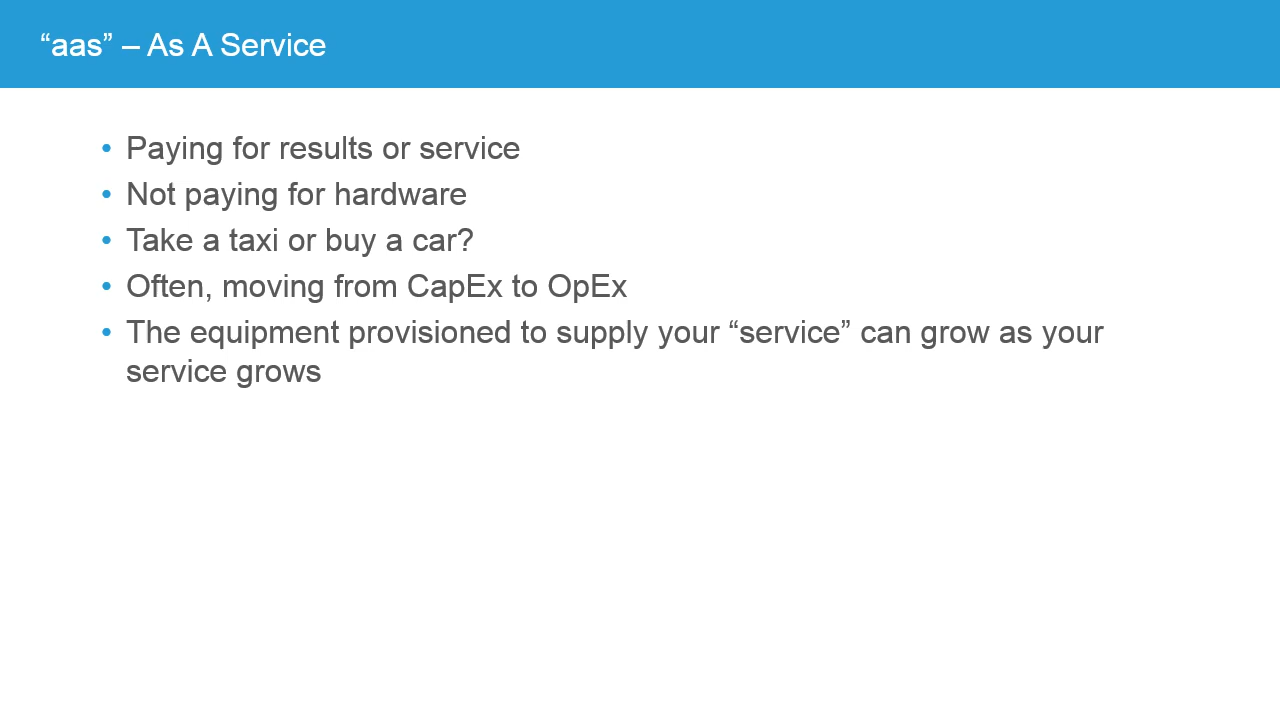 “aas” – As A Service
• Paying for results or service
• Not paying for hardware
• Take a taxi or buy a car?
• Often, moving from CapEx to OpEx
• The equipment provisioned to supply your “service” can grow as your
service grows